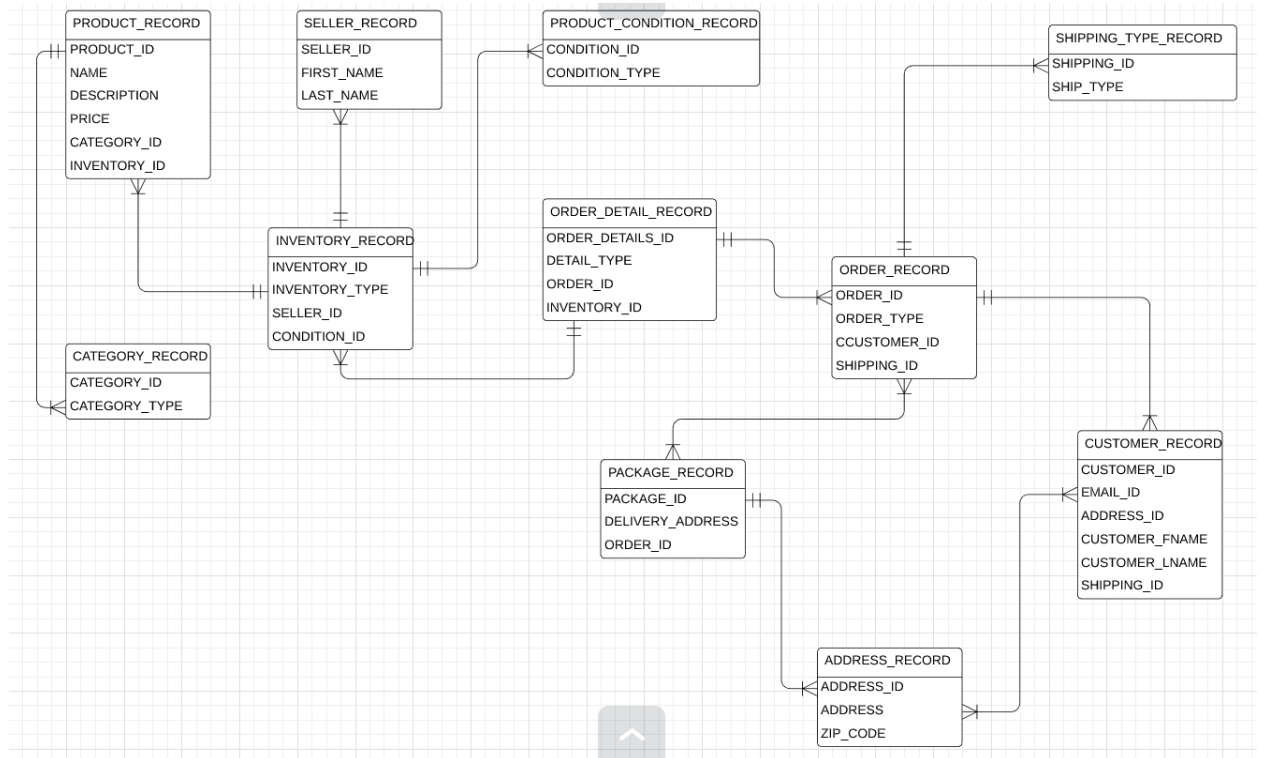 PRODUCT_RECORD
PRODUCT_ID
NAME
DESCRIPTION
PRICE
CATEGORY_ID
INVENTORY_ID
SELLER_RECORD
SELLER_ID
FIRST_NAME
LAST_NAME
PRODUCT_CONDITION_RECORD
CONDITION_ID
CONDITION_TYPE
SHIPPING_TYPE_RECORD
SHIPPING_ID
SHIP_TYPE
INVENTORY_RECORD
INVENTORY_ID
INVENTORY_TYPE
SELLER_ID
CONDITION_ID
ORDER_DETAIL_RECORD
ORDER_DETAILS_ID
DETAIL_TYPE
ORDER_ID
INVENTORY_ID
ORDER_RECORD
ORDER_ID
ORDER_TYPE
CCUSTOMER_ID
SHIPPING_ID
CATEGORY_RECORD
CATEGORY_ID
CATEGORY_TYPE
PACKAGE_RECORD
PACKAGE_ID
DELIVERY_ADDRESS
ORDER_ID
CUSTOMER_RECORD
CUSTOMER_ID
EMAIL_ID
ADDRESS_ID
CUSTOMER_FNAME
CUSTOMER_LNAME
SHIPPING_ID
ADDRESS_RECORD
ADDRESS_ID
ADDRESS
ZIP_CODE